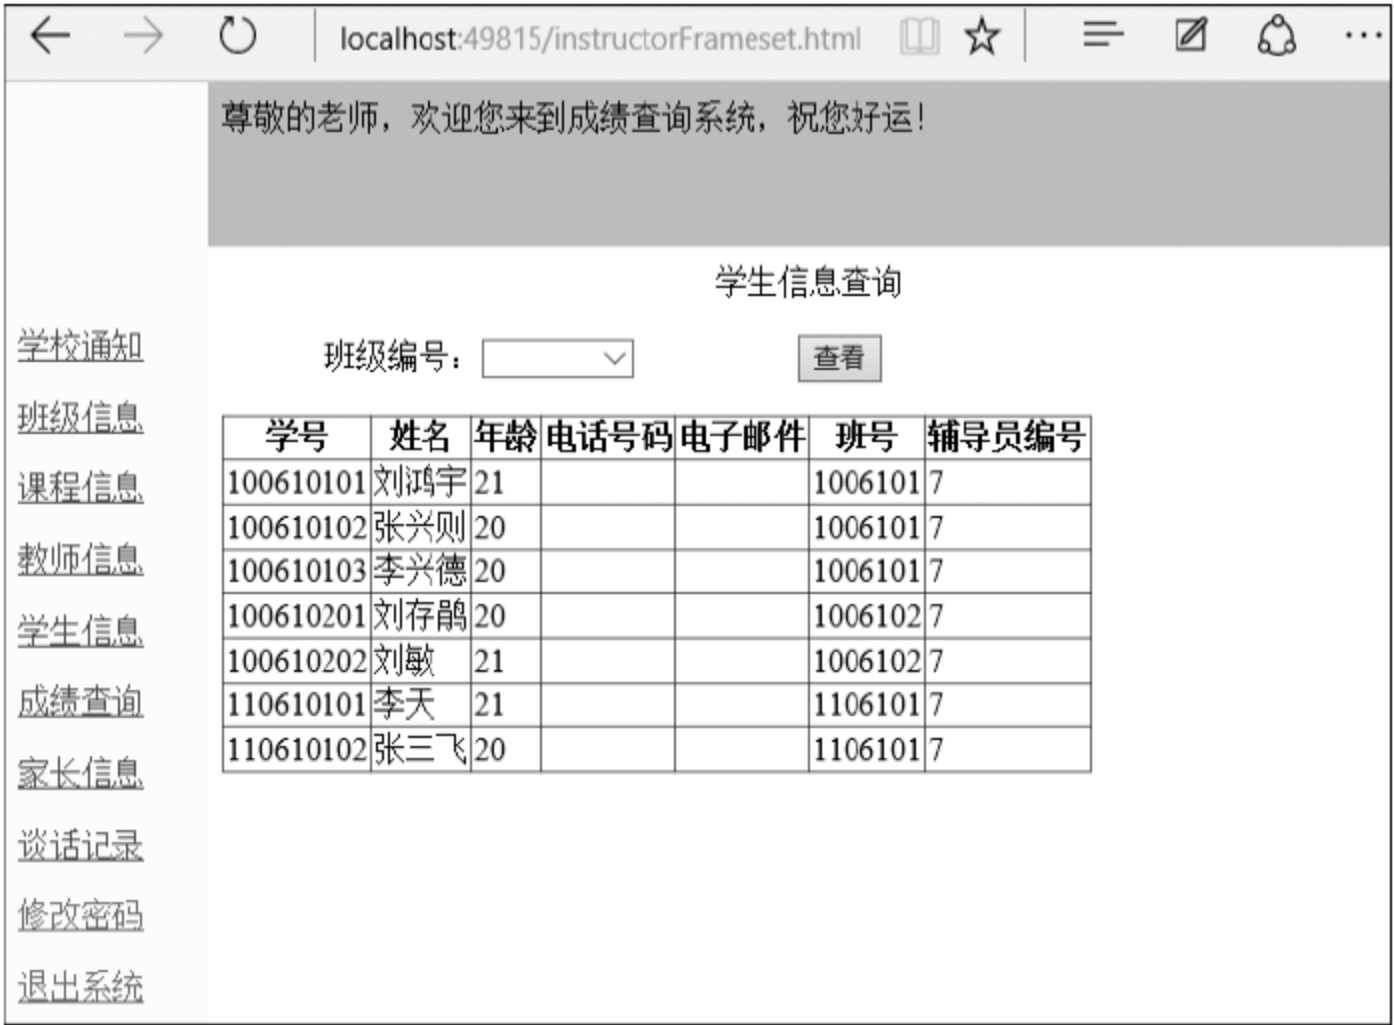 localhost:49815/instructorFrameset.html
尊敬的老师，欢迎您来到成绩查询系统，祝您好运！
学生信息查询
班级编号： 查看
学校通知
班级信息
课程信息
教师信息
学生信息
成绩查询
家长信息
谈话记录
修改密码
退出系统
学号 姓名 年龄 电话号码 电子邮件 班号 辅导员编号
100610101 刘鸿宇 21 1006101 7
100610102 张兴则 20 1006101 7
100610103 李兴德 20 1006101 7
100610201 刘存鹃 20 1006102 7
100610202 刘敏 21 1006102 7
110610101 李天 21 1106101 7
110610102 张三飞 20 1106101 7